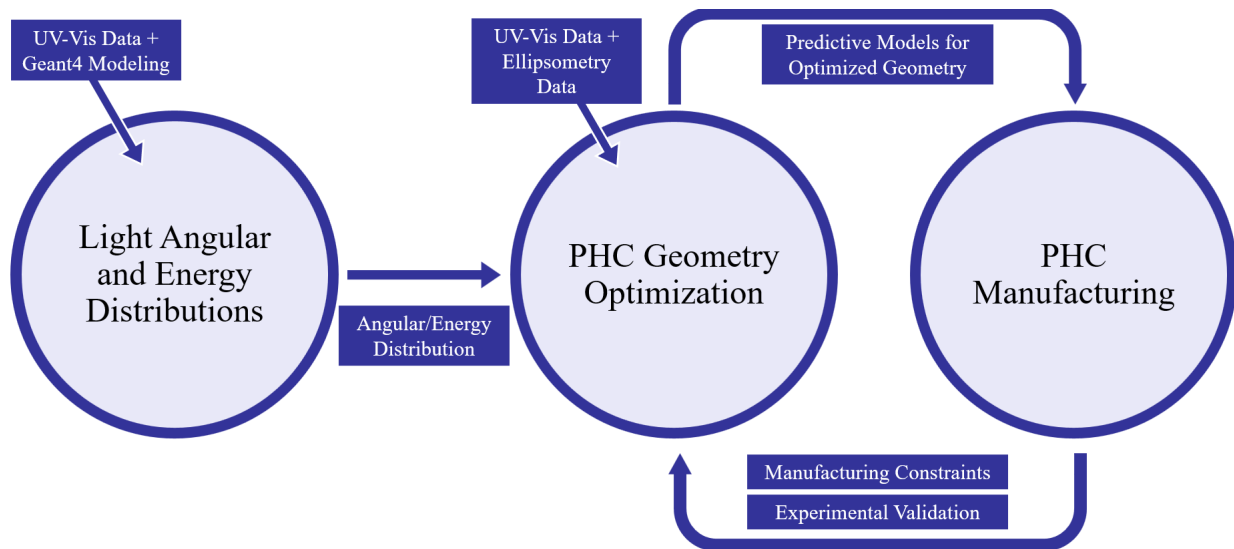 UV-Vis Data +
Geant4 Modeling
UV-Vis Data +
Ellipsometry
Data
Predictive Models for
Optimized Geometry
Light Angular
and Energy
Distributions
PHC Geometry
Optimization
PHC
Manufacturing
Angular/Energy
Distribution
Manufacturing Constraints
Experimental Validation